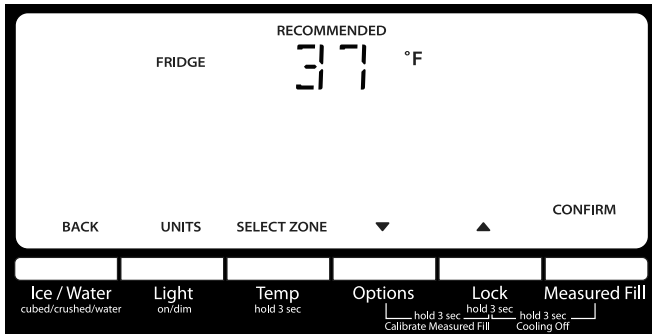 RECOMMENDED
FRIDGE 37 °F
CONFIRM
BACK UNITS SELECT ZONE ▼ ▲
Ice / Water Light Temp Options Lock Measured Fill
cubed/crushed/water on/dim hold 3 sec hold 3 sec
hold 3 sec hold 3 sec
Calibrate Measured Fill Cooling Off